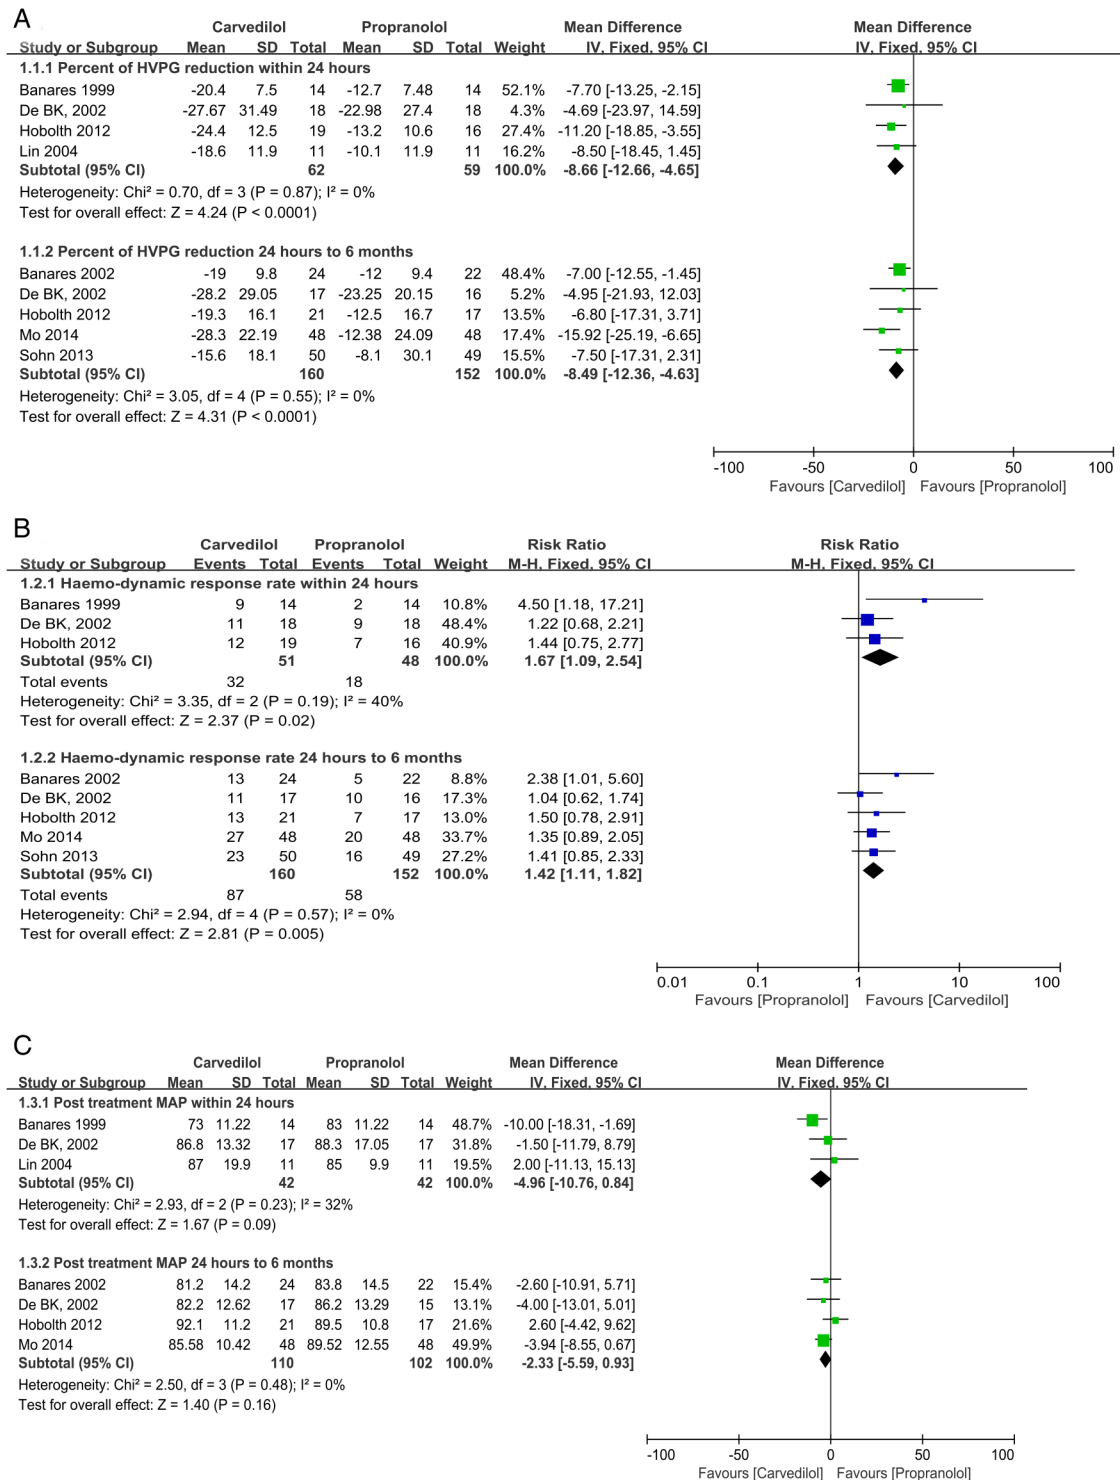 A
Carvedilol Propranolol Mean Difference Mean Difference
Study or Subgroup Mean SD Total Mean SD Total Weight IV, Fixed, 95% CI IV, Fixed, 95% CI
1.1.1 Percent of HVPG reduction within 24 hours
Banares 1999 -20.4 7.5 14 -12.7 7.48 14 52.1% -7.70 [-13.25, -2.15]
De BK, 2002 -27.67 31.49 18 -22.98 27.4 18 4.3% -4.69 [-23.97, 14.59]
Hobolth 2012 -24.4 12.5 19 -13.2 10.6 16 27.4% -11.20 [-18.85, -3.55]
Lin 2004 -18.6 11.9 11 -10.1 11.9 11 16.2% -8.50 [-18.45, 1.45]
Subtotal (95% CI) 62 59 100.0% -8.66 [-12.66, -4.65]
Heterogeneity: Chi² = 0.70, df = 3 (P = 0.87); I² = 0%
Test for overall effect: Z = 4.24 (P < 0.0001)
1.1.2 Percent of HVPG reduction 24 hours to 6 months
Banares 2002 -19 9.8 24 -12 9.4 22 48.4% -7.00 [-12.55, -1.45]
De BK, 2002 -28.2 29.05 17 -23.25 20.15 16 5.2% -4.95 [-21.93, 12.03]
Hobolth 2012 -19.3 16.1 21 -12.5 16.7 17 13.5% -6.80 [-17.31, 3.71]
Mo 2014 -28.3 22.19 48 -12.38 24.09 48 17.4% -15.92 [-25.19, -6.65]
Sohn 2013 -15.6 18.1 50 -8.1 30.1 49 15.5% -7.50 [-17.31, 2.31]
Subtotal (95% CI) 160 152 100.0% -8.49 [-12.36, -4.63]
Heterogeneity: Chi² = 3.05, df = 4 (P = 0.55); I² = 0%
Test for overall effect: Z = 4.31 (P < 0.0001)
-100 -50 0 50 100
Favours [Carvedilol] Favours [Propranolol]
B
Carvedilol Propranolol Risk Ratio Risk Ratio
Study or Subgroup Events Total Events Total Weight M-H, Fixed, 95% CI M-H, Fixed, 95% CI
1.2.1 Haemo-dynamic response rate within 24 hours
Banares 1999 9 14 2 14 10.8% 4.50 [1.18, 17.21]
De BK, 2002 11 18 9 18 48.4% 1.22 [0.68, 2.21]
Hobolth 2012 12 19 7 16 40.9% 1.44 [0.75, 2.77]
Subtotal (95% CI) 51 48 100.0% 1.67 [1.09, 2.54]
Total events 32 18
Heterogeneity: Chi² = 3.35, df = 2 (P = 0.19); I² = 40%
Test for overall effect: Z = 2.37 (P = 0.02)
1.2.2 Haemo-dynamic response rate 24 hours to 6 months
Banares 2002 13 24 5 22 8.8% 2.38 [1.01, 5.60]
De BK, 2002 11 17 10 16 17.3% 1.04 [0.62, 1.74]
Hobolth 2012 13 21 7 17 13.0% 1.50 [0.78, 2.91]
Mo 2014 27 48 20 48 33.7% 1.35 [0.89, 2.05]
Sohn 2013 23 50 16 49 27.2% 1.41 [0.85, 2.33]
Subtotal (95% CI) 160 152 100.0% 1.42 [1.11, 1.82]
Total events 87 58
Heterogeneity: Chi² = 2.94, df = 4 (P = 0.57); I² = 0%
Test for overall effect: Z = 2.81 (P = 0.005)
0.01 0.1 1 10 100
Favours [Propranolol] Favours [Carvedilol]
C
Carvedilol Propranolol Mean Difference Mean Difference
Study or Subgroup Mean SD Total Mean SD Total Weight IV, Fixed, 95% CI IV, Fixed, 95% CI
1.3.1 Post treatment MAP within 24 hours
Banares 1999 73 11.22 14 83 11.22 14 48.7% -10.00 [-18.31, -1.69]
De BK, 2002 86.8 13.32 17 88.3 17.05 17 31.8% -1.50 [-11.79, 8.79]
Lin 2004 87 19.9 11 85 9.9 11 19.5% 2.00 [-11.13, 15.13]
Subtotal (95% CI) 42 42 100.0% -4.96 [-10.76, 0.84]
Heterogeneity: Chi² = 2.93, df = 2 (P = 0.23); I² = 32%
Test for overall effect: Z = 1.67 (P = 0.09)
1.3.2 Post treatment MAP 24 hours to 6 months
Banares 2002 81.2 14.2 24 83.8 14.5 22 15.4% -2.60 [-10.91, 5.71]
De BK, 2002 82.2 12.62 17 86.2 13.29 15 13.1% -4.00 [-13.01, 5.01]
Hobolth 2012 92.1 11.2 21 89.5 10.8 17 21.6% 2.60 [-4.42, 9.62]
Mo 2014 85.58 10.42 48 89.52 12.55 48 49.9% -3.94 [-8.55, 0.67]
Subtotal (95% CI) 110 102 100.0% -2.33 [-5.59, 0.93]
Heterogeneity: Chi² = 2.50, df = 3 (P = 0.48); I² = 0%
Test for overall effect: Z = 1.40 (P = 0.16)
-100 -50 0 50 100
Favours [Carvedilol] Favours [Propranolol]